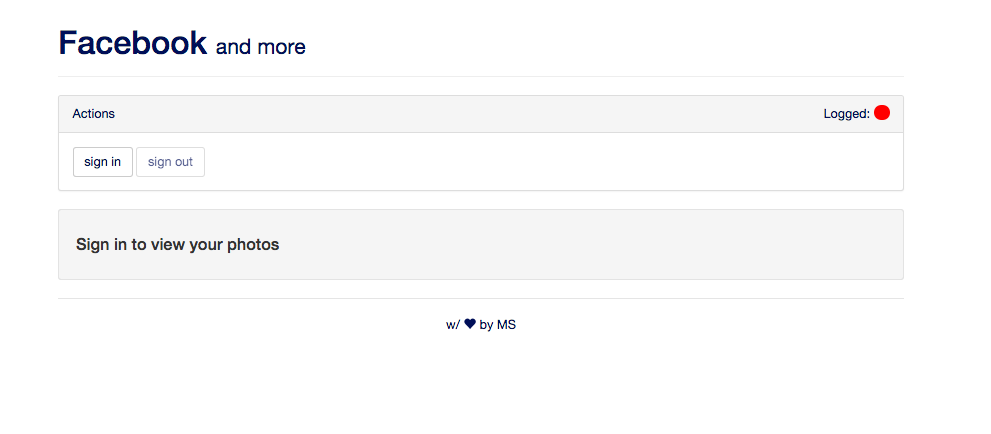 Facebook and more
Actions Logged:
sign in sign out
Sign in to view your photos
w/ ♥ by MS